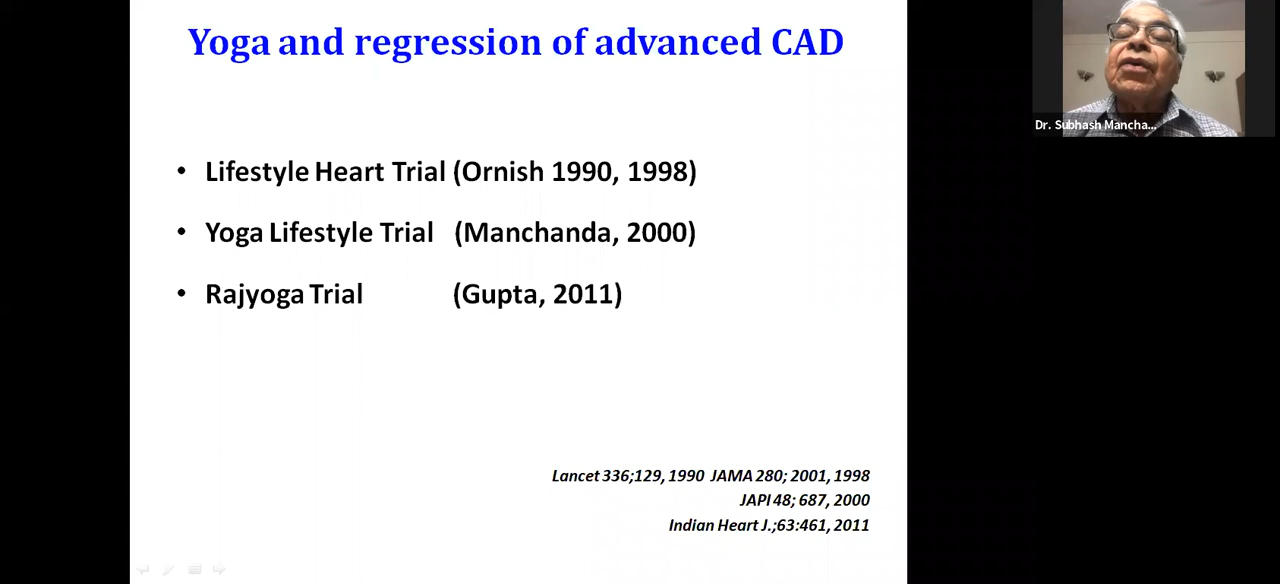 Yoga and regression of advanced CAD
Dr. Subhash Mancha...
• Lifestyle Heart Trial (Ornish 1990, 1998)
• Yoga Lifestyle Trial (Manchanda, 2000)
• Rajyoga Trial (Gupta, 2011)
Lancet 336;129, 1990 JAMA 280; 2001, 1998
JAPI 48; 687, 2000
Indian Heart J.;63:461, 2011